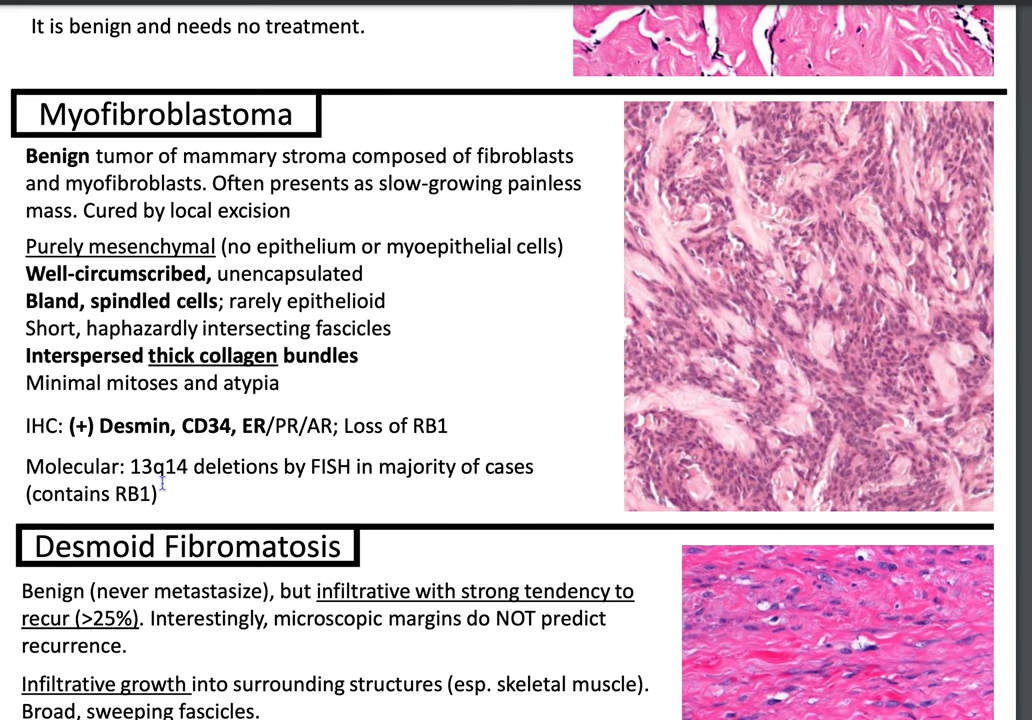 It is benign and needs no treatment.
Myofibroblastoma
Benign tumor of mammary stroma composed of fibroblasts
and myofibroblasts. Often presents as slow-growing painless
mass. Cured by local excision
Purely mesenchymal (no epithelium or myoepithelial cells)
Well-circumscribed, unencapsulated
Bland, spindled cells; rarely epithelioid
Short, haphazardly intersecting fascicles
Interspersed thick collagen bundles
Minimal mitoses and atypia
IHC: (+) Desmin, CD34, ER/PR/AR; Loss of RB1
Molecular: 13q14 deletions by FISH in majority of cases
(contains RB1)
Desmoid Fibromatosis
Benign (never metastasize), but infiltrative with strong tendency to
recur (>25%). Interestingly, microscopic margins do NOT predict
recurrence.
Infiltrative growth into surrounding structures (esp. skeletal muscle).
Broad, sweeping fascicles.